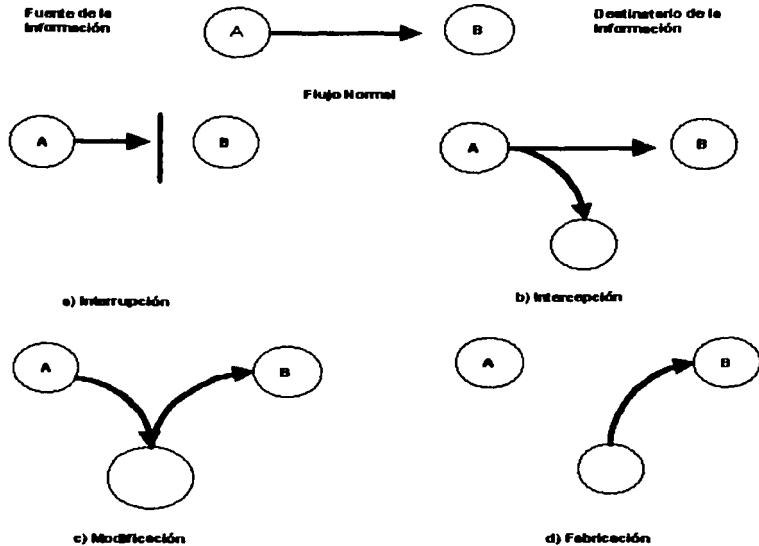 Fuente de la
Información
A
B
Destinatario de la
Información
Flujo Normal
A
B
A
B
a) Interrupción
b) Intercepción
A
B
A
B
c) Modificación
d) Fabricación